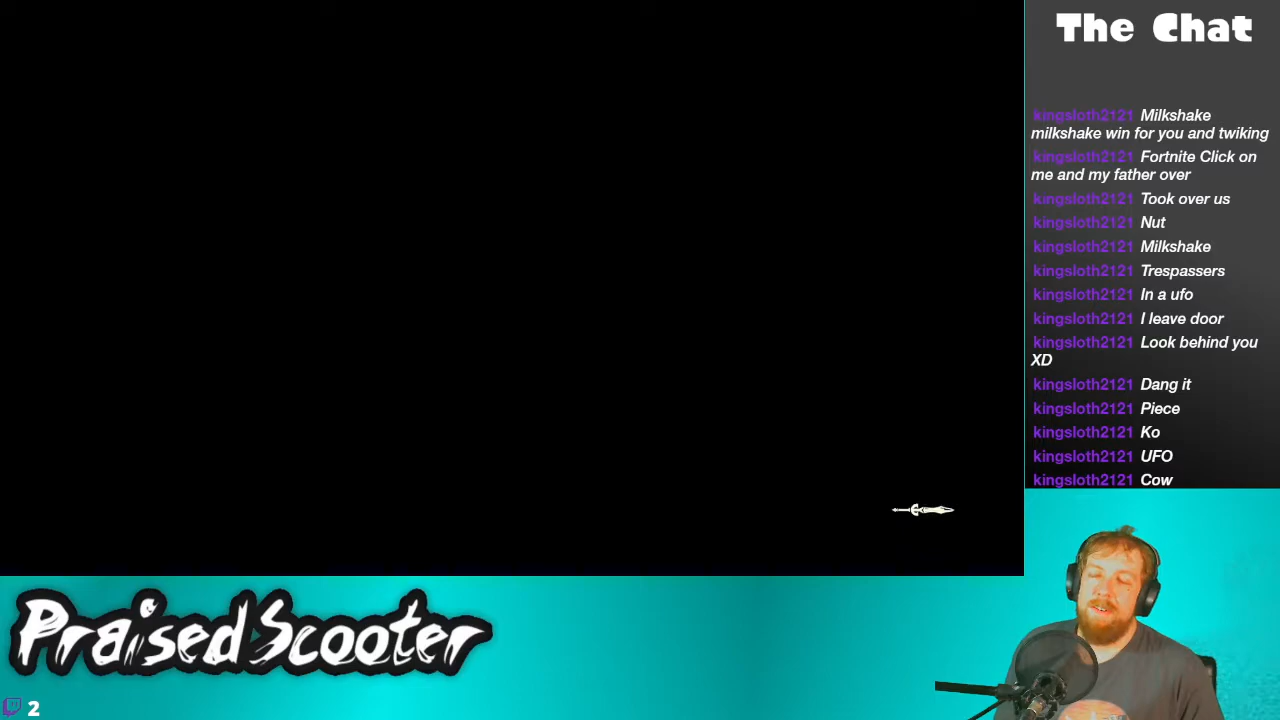 The Chat
kingsloth2121 Milkshake
milkshake win for you and twiking
kingsloth2121 Fortnite Click on
me and my father over
kingsloth2121 Took over us
kingsloth2121 Nut
kingsloth2121 Milkshake
kingsloth2121 Trespassers
kingsloth2121 In a ufo
kingsloth2121 I leave door
kingsloth2121 Look behind you
XD
kingsloth2121 Dang it
kingsloth2121 Piece
kingsloth2121 Ko
kingsloth2121 UFO
kingsloth2121 Cow
PraisedScooter
2